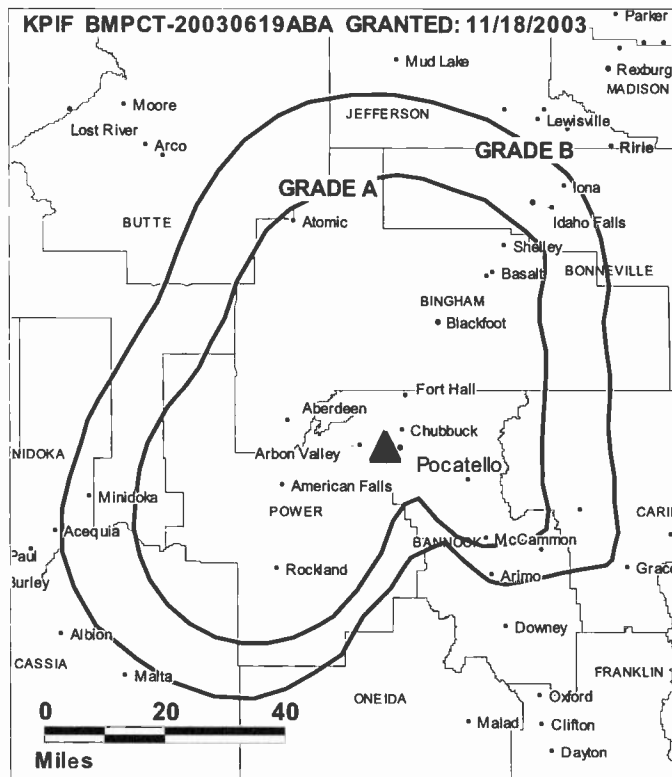 KPIF BMPCT-20030619ABA GRANTED: 11/18/2003
Parker
Mud Lake
Rexburg
MADISON
Moore
JEFFERSON
Lewisville
Lost River
Arco
GRADE B
Ririe
GRADE A
Iona
BUTTE
Atomic
Idaho Falls
Shelley
Basalt
BONNEVILLE
BINGHAM
Blackfoot
Fort Hall
Aberdeen
Chubbuck
Arbon Valley
NIDOKA
Pocatello
American Falls
Minidoka
POWER
CARI
Acequia
BANNOCK
McCammon
Paul
Rockland
Arimo
Grace
Burley
Albion
Downey
CASSIA
Malta
FRANKLIN
ONEIDA
Oxford
0 20 40
Malad
Clifton
Miles
Dayton